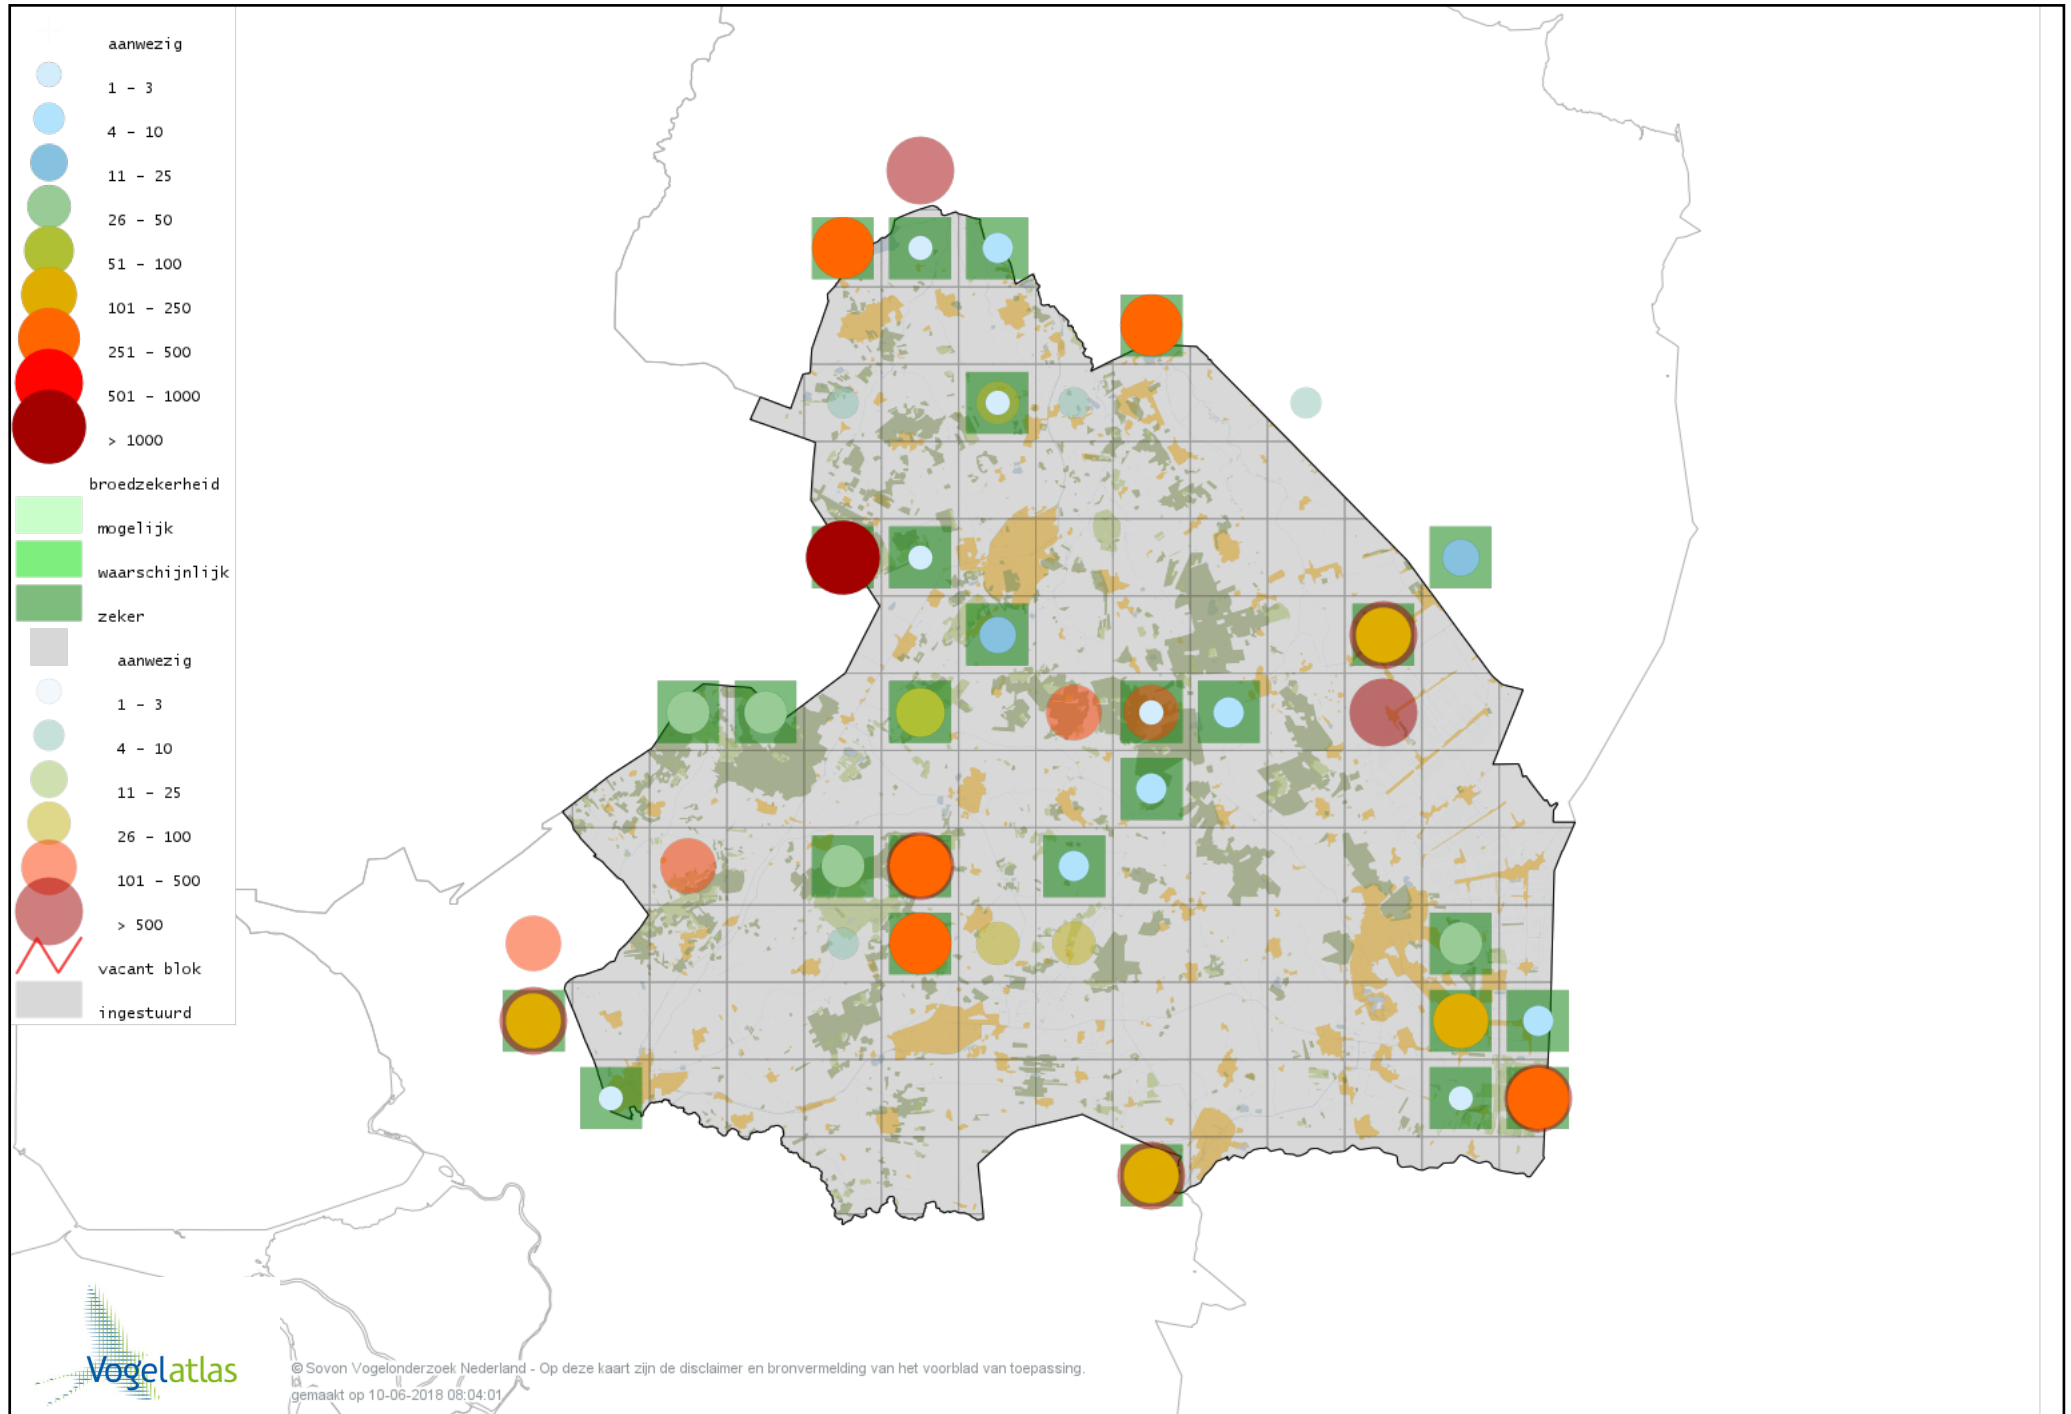 aanwezig
1 - 3
4 - 10
11 - 25
26 - 50
51 - 100
101 - 250
251 - 500
501 - 1000
> 1000
broedzekerheid
mogelijk
waarschijnlijk
zeker
aanwezig
1 - 3
4 - 10
11 - 25
26 - 100
101 - 500
> 500
vacant blok
ingestuurd
Vogelatlas
© Sovon Vogelonderzoek Nederland - Op deze kaart zijn de disclaimer en bronvermelding van het voorblad van toepassing.
gemaakt op 10-06-2018 08:04:01